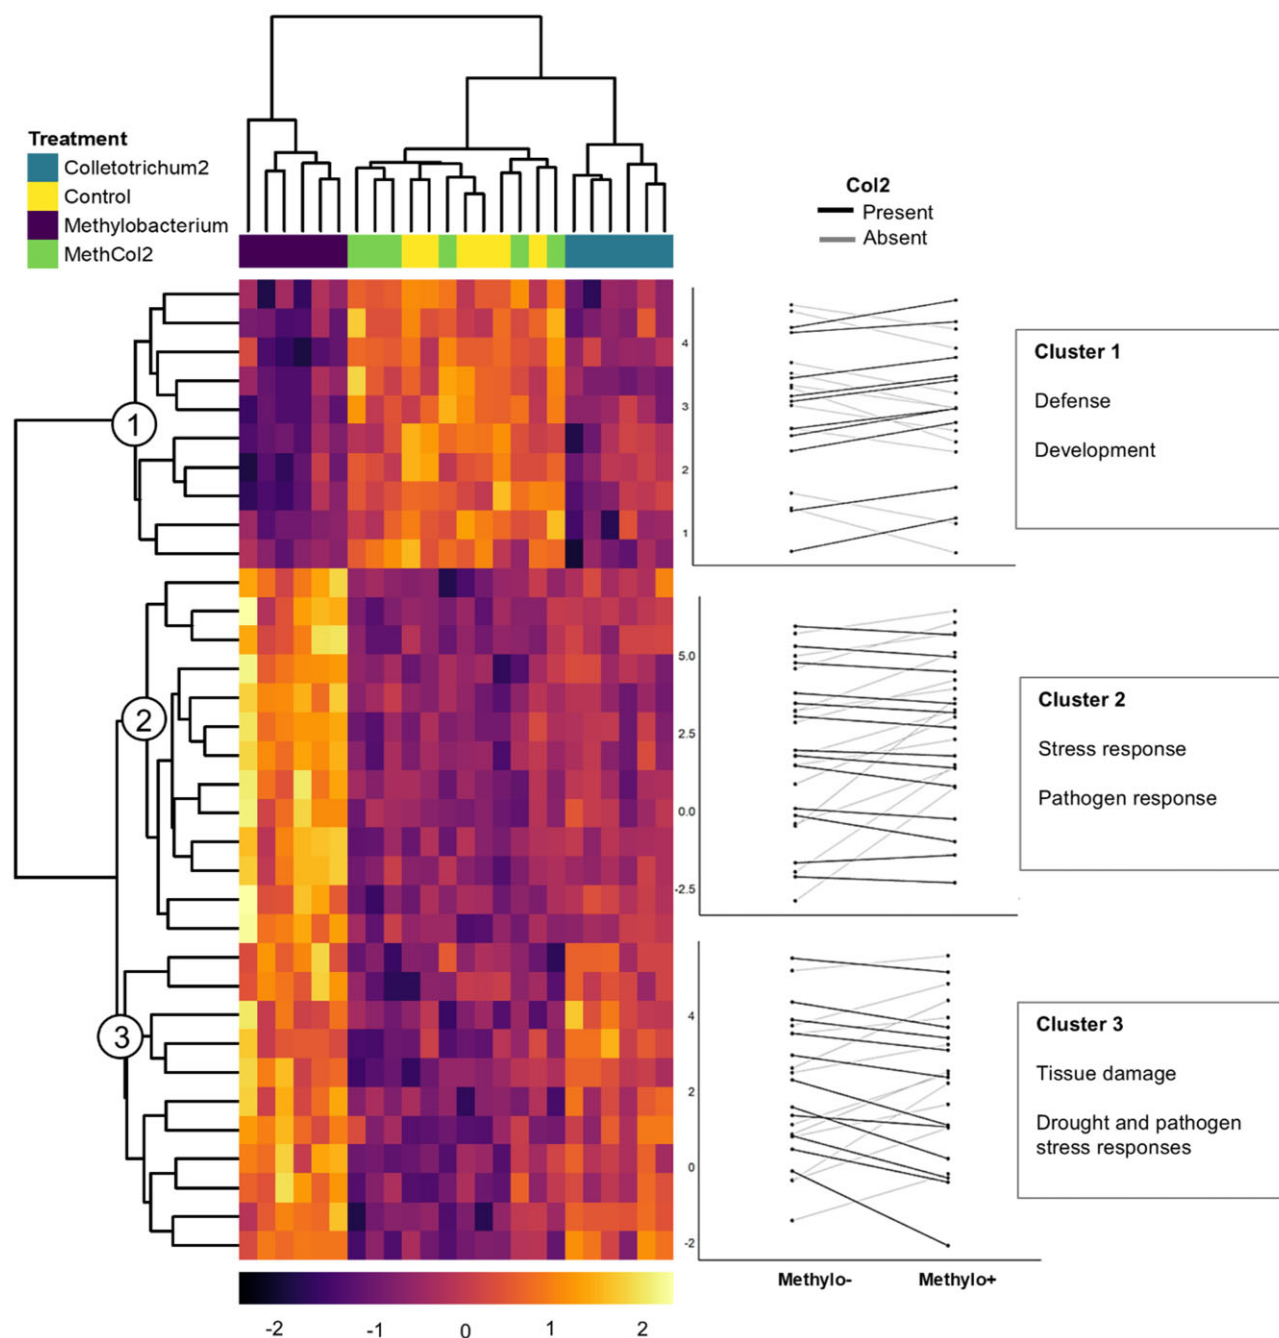 Treatment
Colletotrichum2
Control
Methylobacterium
MethCol2
Col2
Present
Absent
1
2
3
4
3
2
1
Cluster 1
Defense
Development
5.0
2.5
0.0
-2.5
Cluster 2
Stress response
Pathogen response
4
2
0
-2
Cluster 3
Tissue damage
Drought and pathogen
stress responses
Methylo-
Methylo+
-2
-1
0
1
2